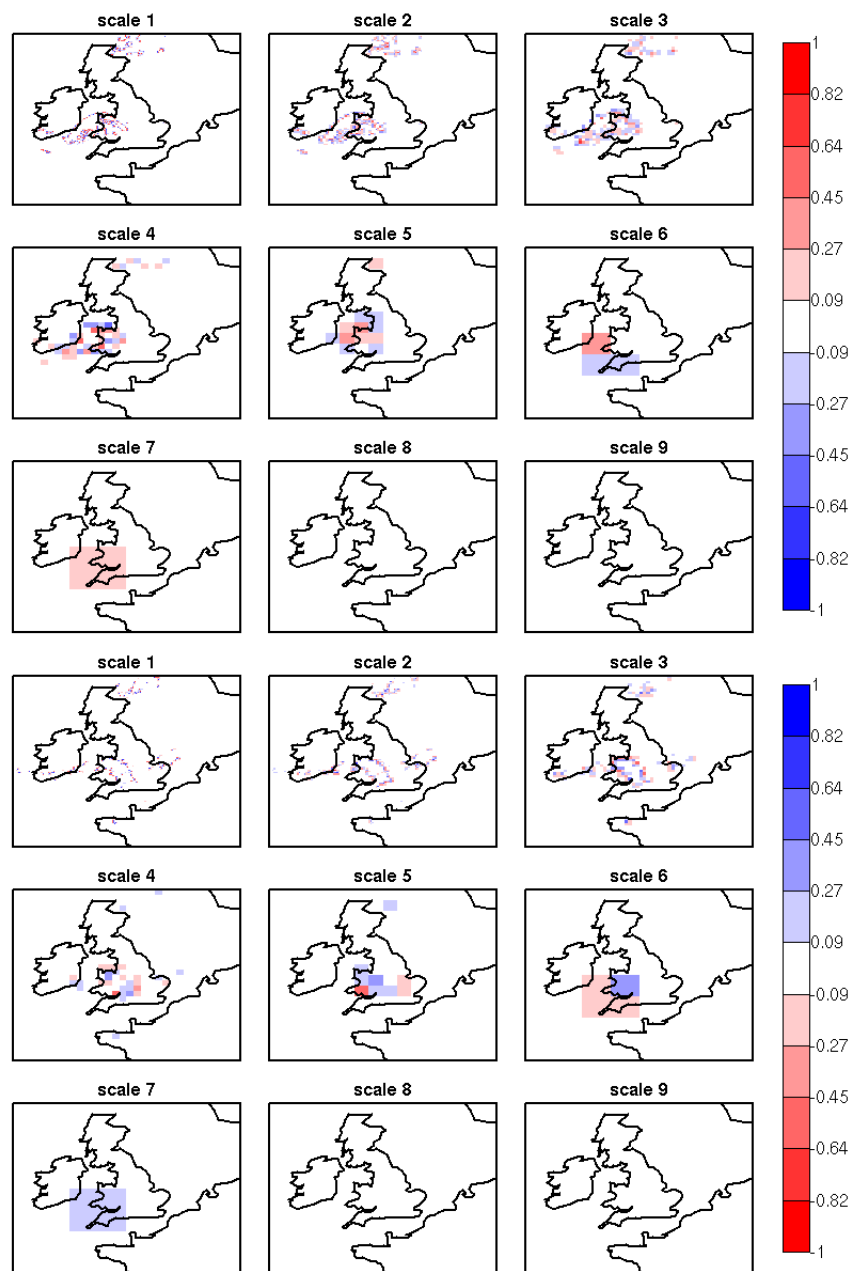 scale 1
scale 2
scale 3
scale 4
scale 5
scale 6
scale 7
scale 8
scale 9
1
0.82
0.64
0.45
0.27
0.09
-0.09
-0.27
-0.45
-0.64
-0.82
-1
scale 1
scale 2
scale 3
scale 4
scale 5
scale 6
scale 7
scale 8
scale 9
1
0.82
0.64
0.45
0.27
0.09
-0.09
-0.27
-0.45
-0.64
-0.82
-1